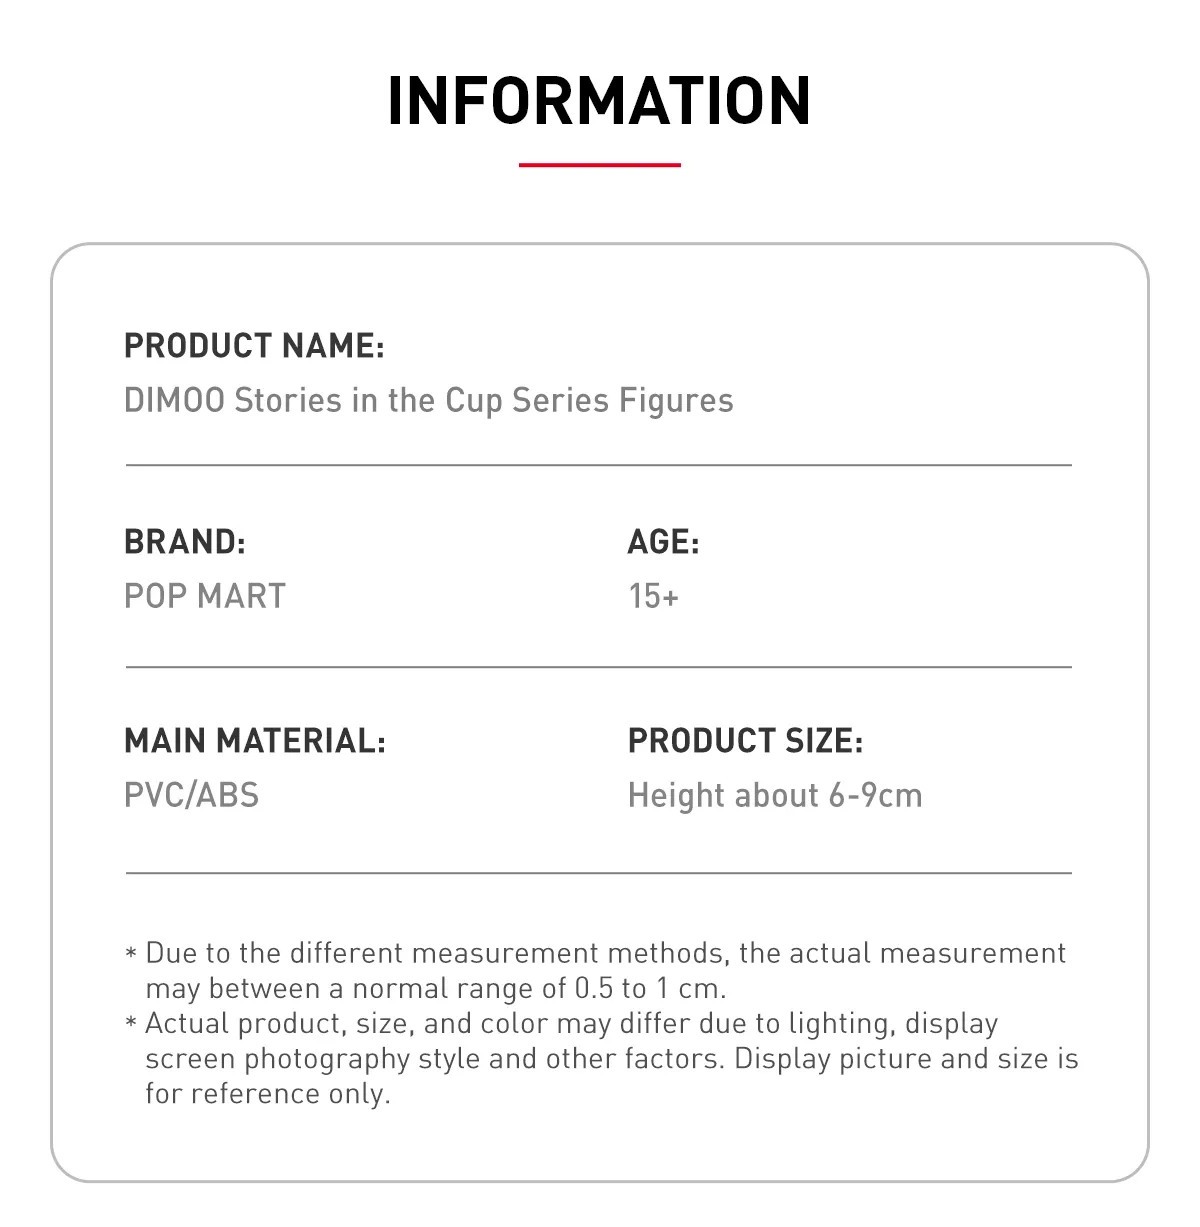 INFORMATION
PRODUCT NAME:
DIMOO Stories in the Cup Series Figures
BRAND:
POP MART
AGE:
15+
MAIN MATERIAL:
PVC/ABS
PRODUCT SIZE:
Height about 6-9cm
* Due to the different measurement methods, the actual measurement
may between a normal range of 0.5 to 1 cm.
* Actual product, size, and color may differ due to lighting, display
screen photography style and other factors. Display picture and size is
for reference only.